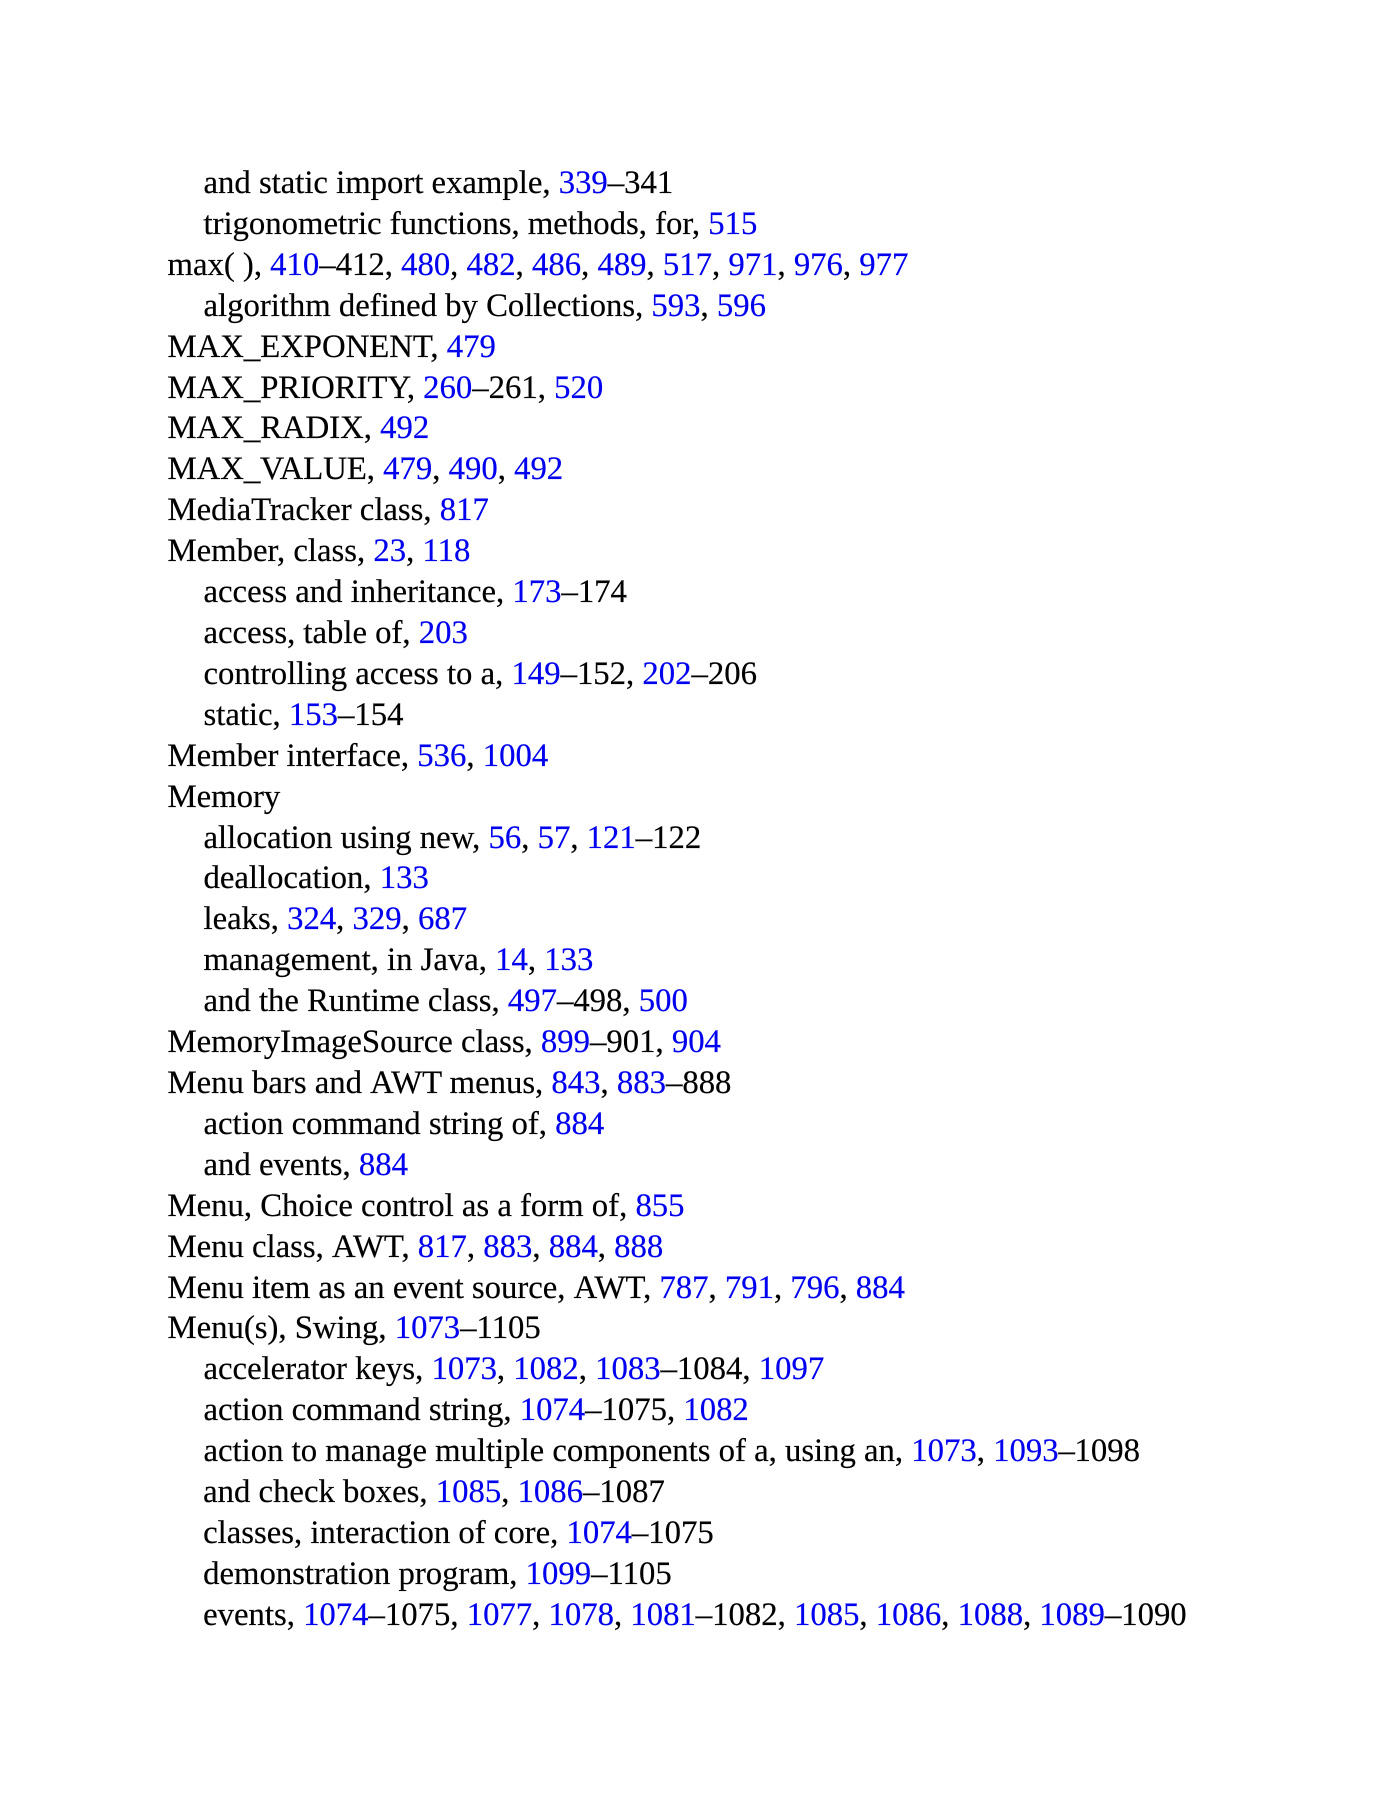 and static import example, 339–341
trigonometric functions, methods, for, 515
max( ), 410–412, 480, 482, 486, 489, 517, 971, 976, 977
algorithm defined by Collections, 593, 596
MAX_EXPONENT, 479
MAX_PRIORITY, 260–261, 520
MAX_RADIX, 492
MAX_VALUE, 479, 490, 492
MediaTracker class, 817
Member, class, 23, 118
access and inheritance, 173–174
access, table of, 203
controlling access to a, 149–152, 202–206
static, 153–154
Member interface, 536, 1004
Memory
allocation using new, 56, 57, 121–122
deallocation, 133
leaks, 324, 329, 687
management, in Java, 14, 133
and the Runtime class, 497–498, 500
MemoryImageSource class, 899–901, 904
Menu bars and AWT menus, 843, 883–888
action command string of, 884
and events, 884
Menu, Choice control as a form of, 855
Menu class, AWT, 817, 883, 884, 888
Menu item as an event source, AWT, 787, 791, 796, 884
Menu(s), Swing, 1073–1105
accelerator keys, 1073, 1082, 1083–1084, 1097
action command string, 1074–1075, 1082
action to manage multiple components of a, using an, 1073, 1093–1098
and check boxes, 1085, 1086–1087
classes, interaction of core, 1074–1075
demonstration program, 1099–1105
events, 1074–1075, 1077, 1078, 1081–1082, 1085, 1086, 1088, 1089–1090